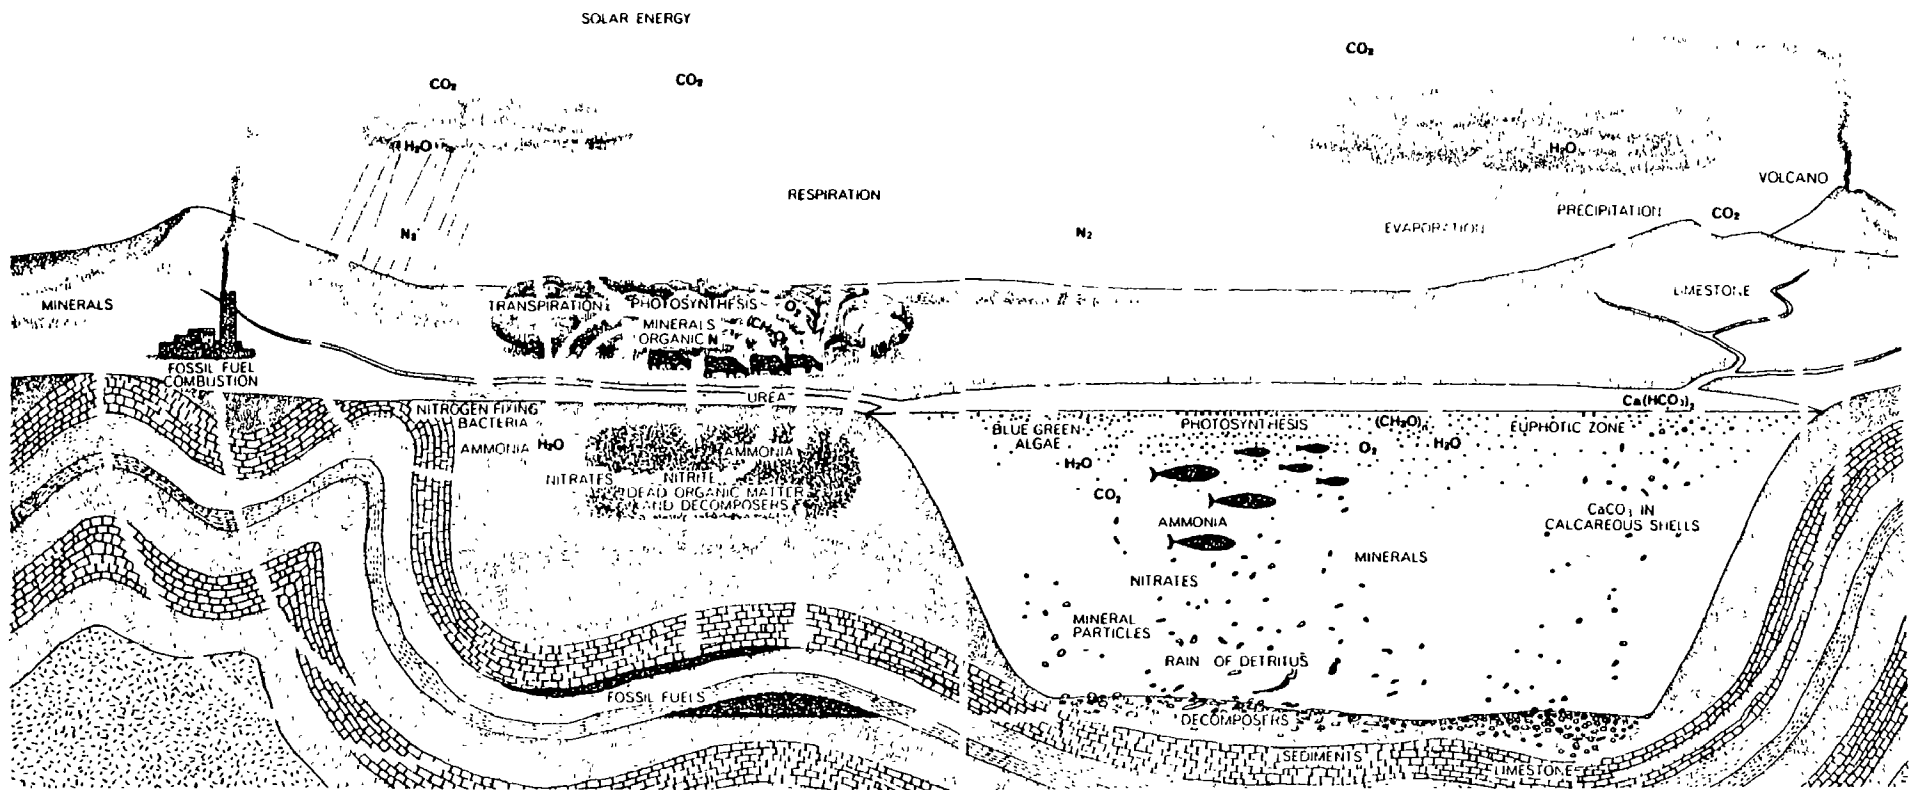 SOLAR ENERGY
CO₂
CO₂
CO₂
H₂O
H₂O
VOLCANO
RESPIRATION
PRECIPITATION
CO₂
EVAPORATION
N₂
N₂
MINERALS
TRANSPIRATION
PHOTOSYNTHESIS
O₂
LIMESTONE
MINERALS
ORGANIC N
(CH₂O)
FOSSIL FUEL
COMBUSTION
UREA
Ca(HCO₃)₂
NITROGEN FIXING
BACTERIA
AMMONIA
H₂O
AMMONIA
NITRATES
NITRITE
DEAD ORGANIC MATTER
AND DECOMPOSERS
BLUE GREEN
ALGAE
PHOTOSYNTHESIS
(CH₂O)ₙ
EUPHOTIC ZONE
H₂O
O₂
H₂O
CO₂
CaCO₃ IN
CALCAREOUS SHELLS
AMMONIA
MINERALS
NITRATES
MINERAL
PARTICLES
RAIN OF DETRITUS
FOSSIL FUELS
DECOMPOSERS
SEDIMENTS
LIMESTONE